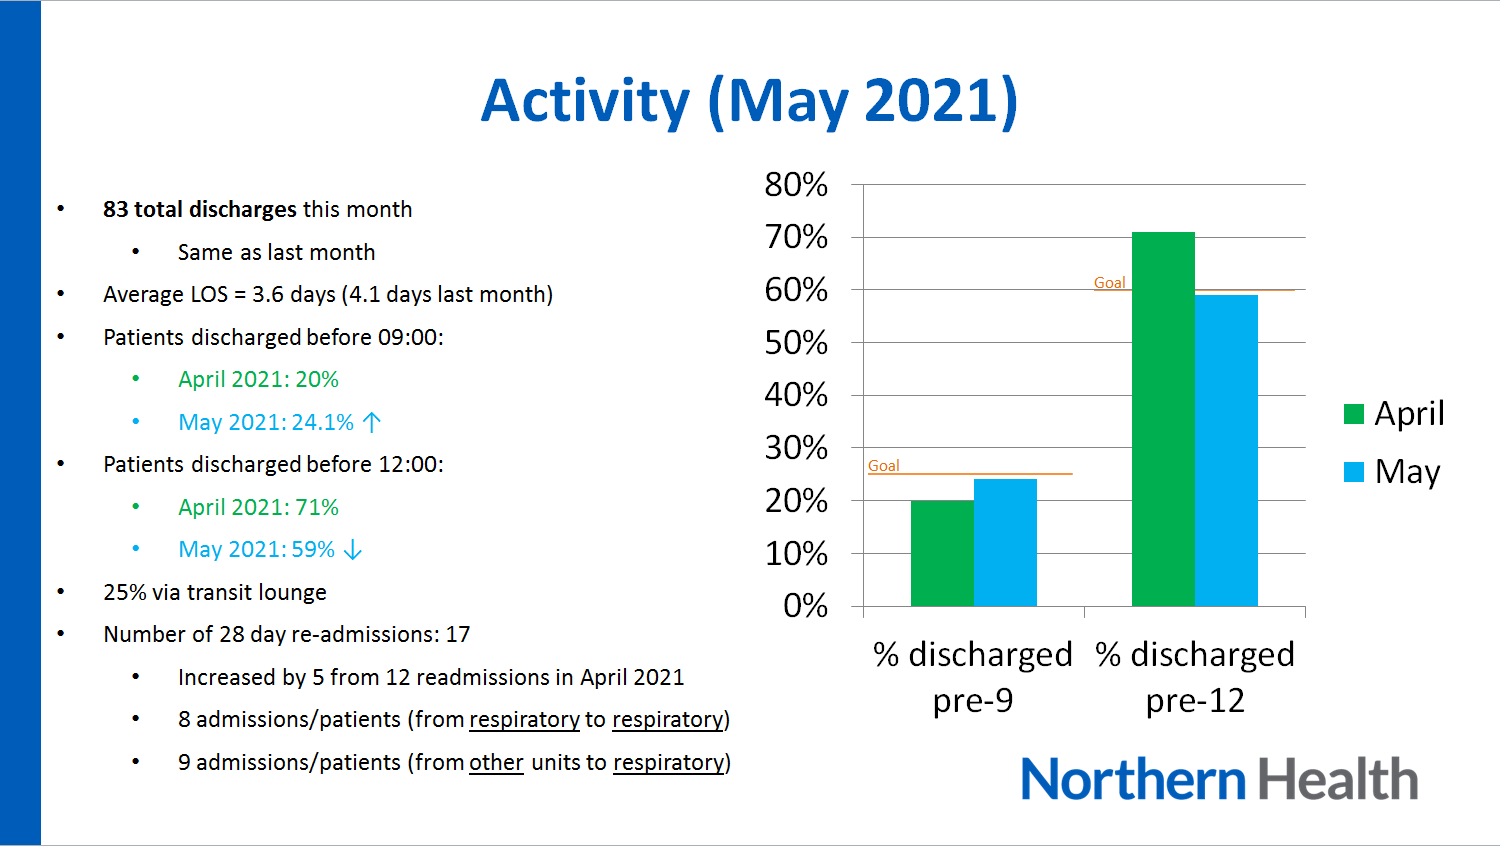 Activity (May 2021)
• 83 total discharges this month
• Same as last month
• Average LOS = 3.6 days (4.1 days last month)
• Patients discharged before 09:00:
• April 2021: 20%
• May 2021: 24.1% ↑
• Patients discharged before 12:00:
• April 2021: 71%
• May 2021: 59% ↓
• 25% via transit lounge
• Number of 28 day re-admissions: 17
• Increased by 5 from 12 readmissions in April 2021
• 8 admissions/patients (from respiratory to respiratory)
• 9 admissions/patients (from other units to respiratory)
80%
70%
60%
50%
40%
30%
20%
10%
0%
Goal
Goal
% discharged pre-9
% discharged pre-12
April
May
Northern Health